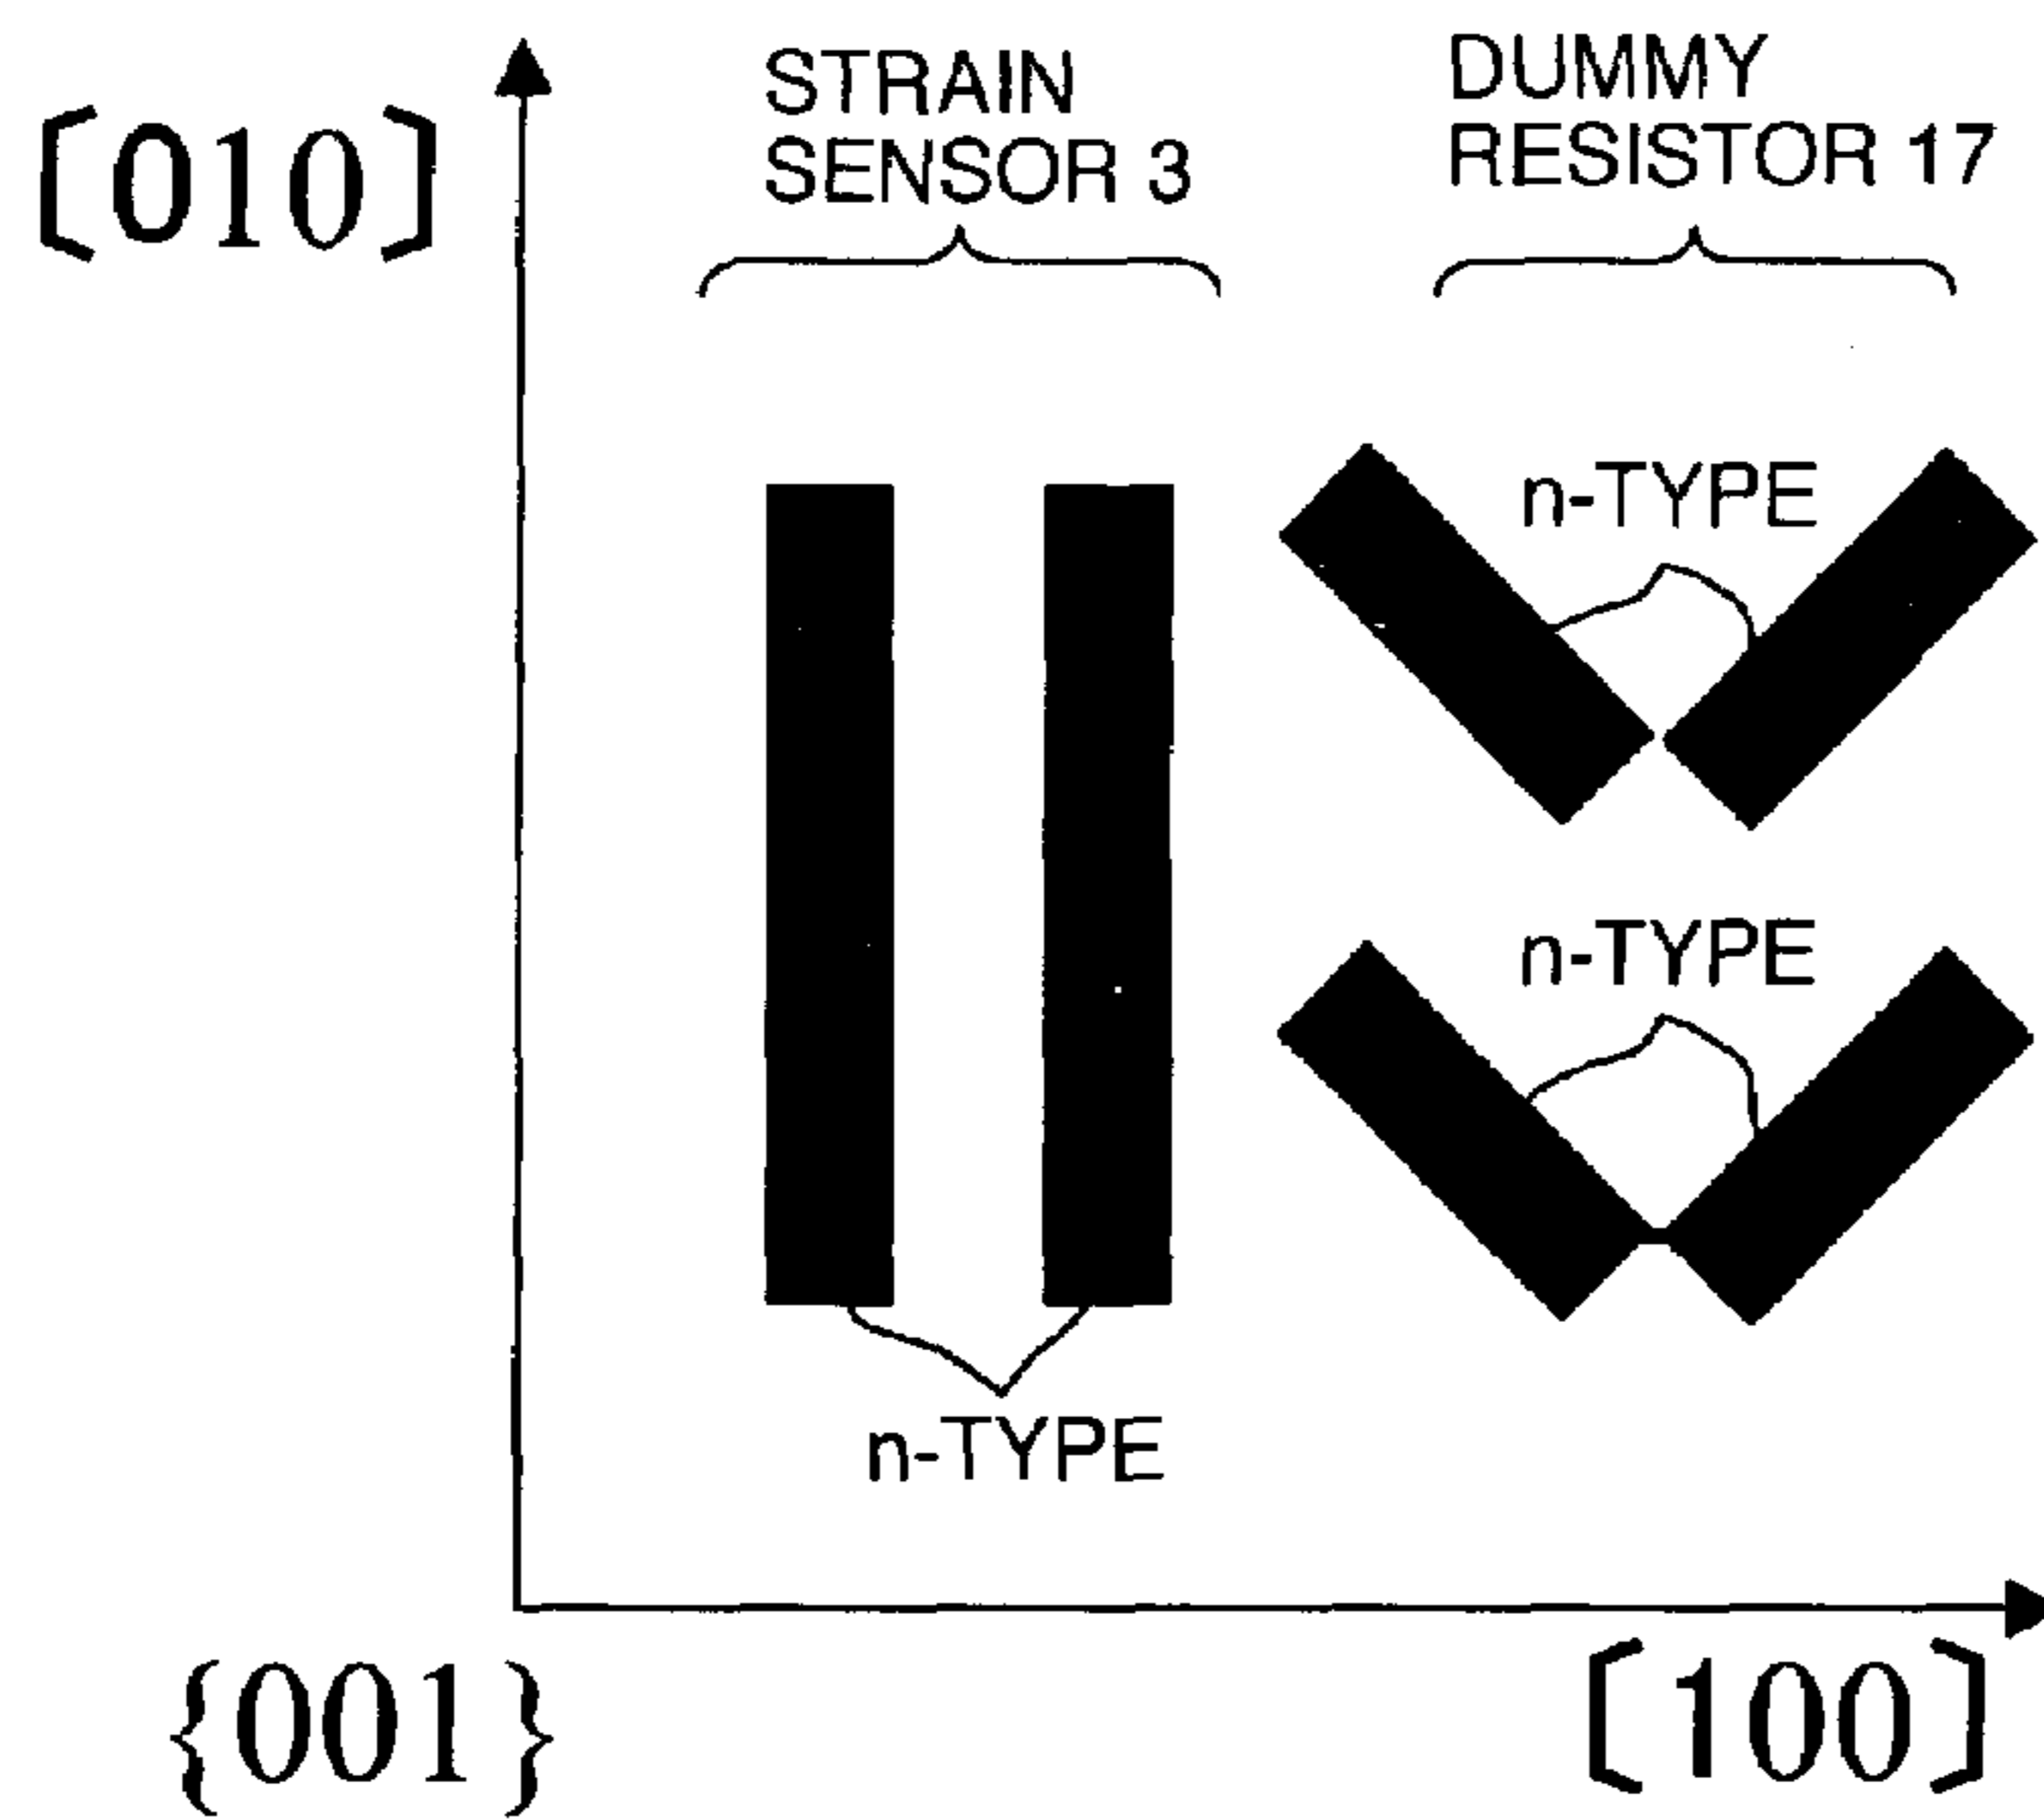 STRAIN
SENSOR 3
DUMMY
RESISTOR 17
[010]
n-TYPE
n-TYPE
n-TYPE
{001}
[100]